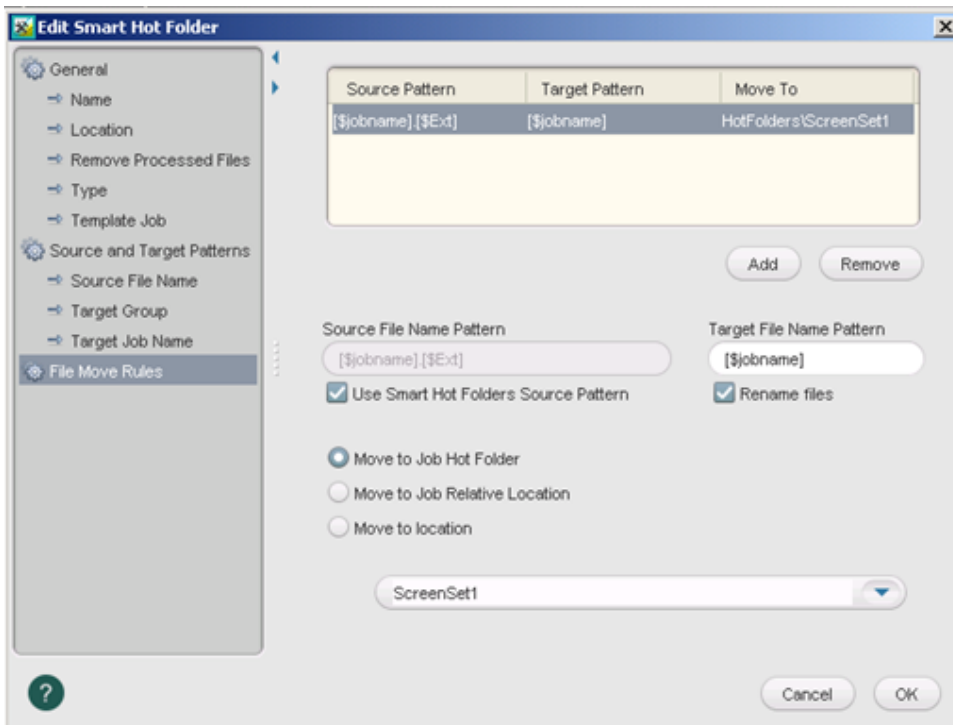 Edit Smart Hot Folder
General
Name
Location
Remove Processed Files
Type
Template Job
Source and Target Patterns
Source File Name
Target Group
Target Job Name
File Move Rules
Source Pattern Target Pattern Move To
[$jobname].[$Ext] [$jobname] HotFolders\ScreenSet1
Add Remove
Source File Name Pattern Target File Name Pattern
[$jobname].[$Ext] [$jobname]
Use Smart Hot Folders Source Pattern Rename files
Move to Job Hot Folder
Move to Job Relative Location
Move to location
ScreenSet1
? Cancel OK